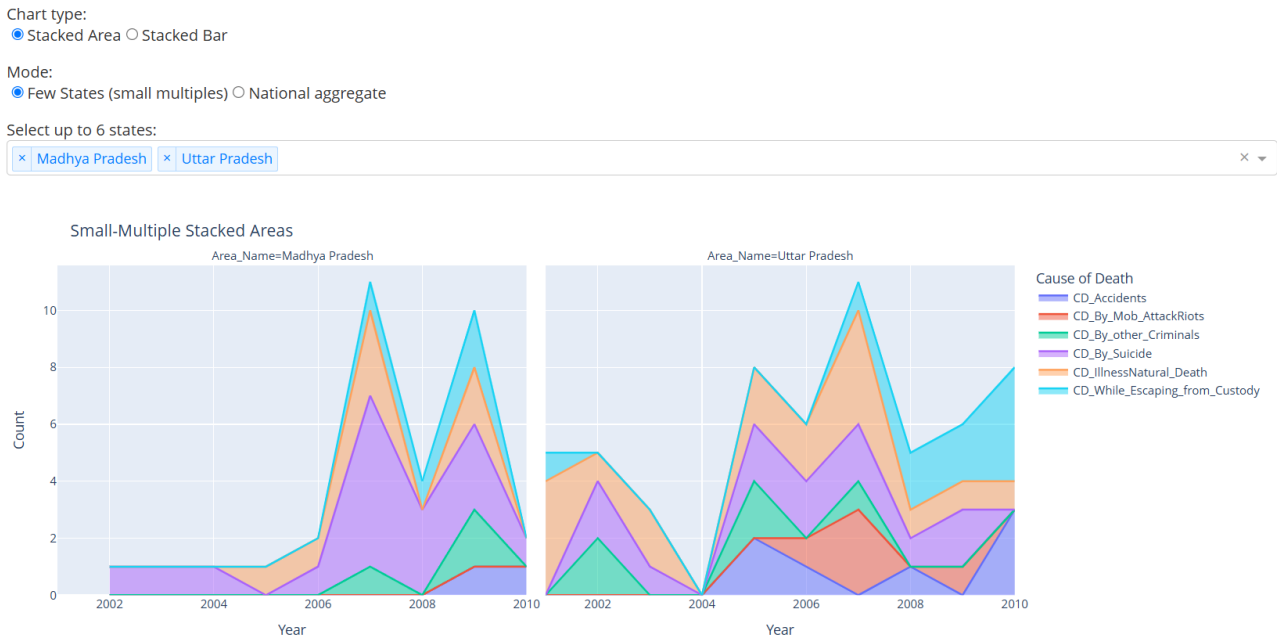 Chart type:
Stacked Area Stacked Bar
Mode:
Few States (small multiples) National aggregate
Select up to 6 states:
× Madhya Pradesh × Uttar Pradesh ×
Small-Multiple Stacked Areas
Area_Name=Madhya Pradesh Area_Name=Uttar Pradesh
Cause of Death
CD_Accidents
CD_By_Mob_AttackRiots
CD_By_other_Criminals
CD_By_Suicide
CD_IllnessNatural_Death
CD_While_Escaping_from_Custody
Count
10
8
6
4
2
0
2002 2004 2006 2008 2010 2002 2004 2006 2008 2010
Year Year